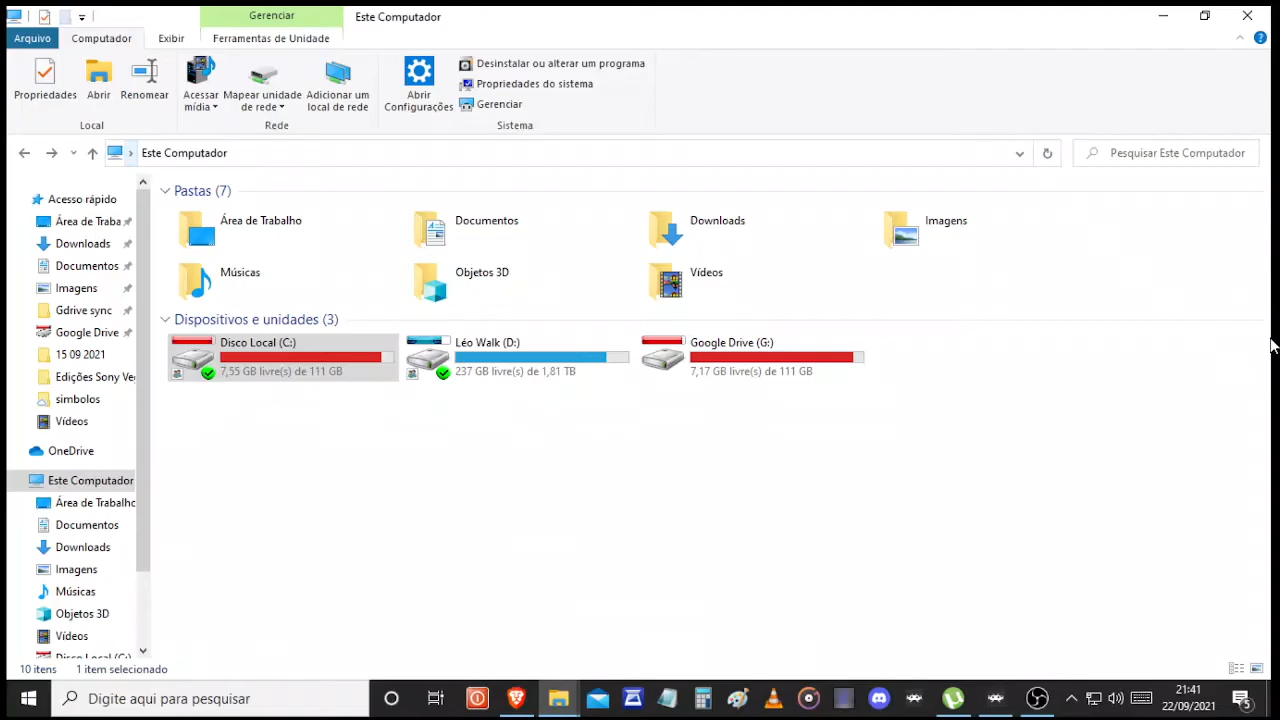 Gerenciar
Este Computador
Arquivo
Computador
Exibir
Ferramentas de Unidade
Propriedades
Abrir
Renomear
Local
Acessar mídia
Mapear unidade de rede
Adicionar um local de rede
Rede
Abrir Configurações
Desinstalar ou alterar um programa
Propriedades do sistema
Gerenciar
Sistema
Este Computador
Pesquisar Este Computador
Acesso rápido
Área de Traba
Downloads
Documentos
Imagens
Gdrive sync
Google Drive
15 09 2021
Edições Sony Ve
simbolos
Vídeos
OneDrive
Este Computador
Área de Trabalho
Documentos
Downloads
Imagens
Músicas
Objetos 3D
Vídeos
Disco Local (C:)
Pastas (7)
Área de Trabalho
Documentos
Downloads
Imagens
Músicas
Objetos 3D
Vídeos
Dispositivos e unidades (3)
Disco Local (C:)
7,55 GB livre(s) de 111 GB
Léo Walk (D:)
237 GB livre(s) de 1,81 TB
Google Drive (G:)
7,17 GB livre(s) de 111 GB
10 itens
1 item selecionado
Digite aqui para pesquisar
21:41
22/09/2021
5